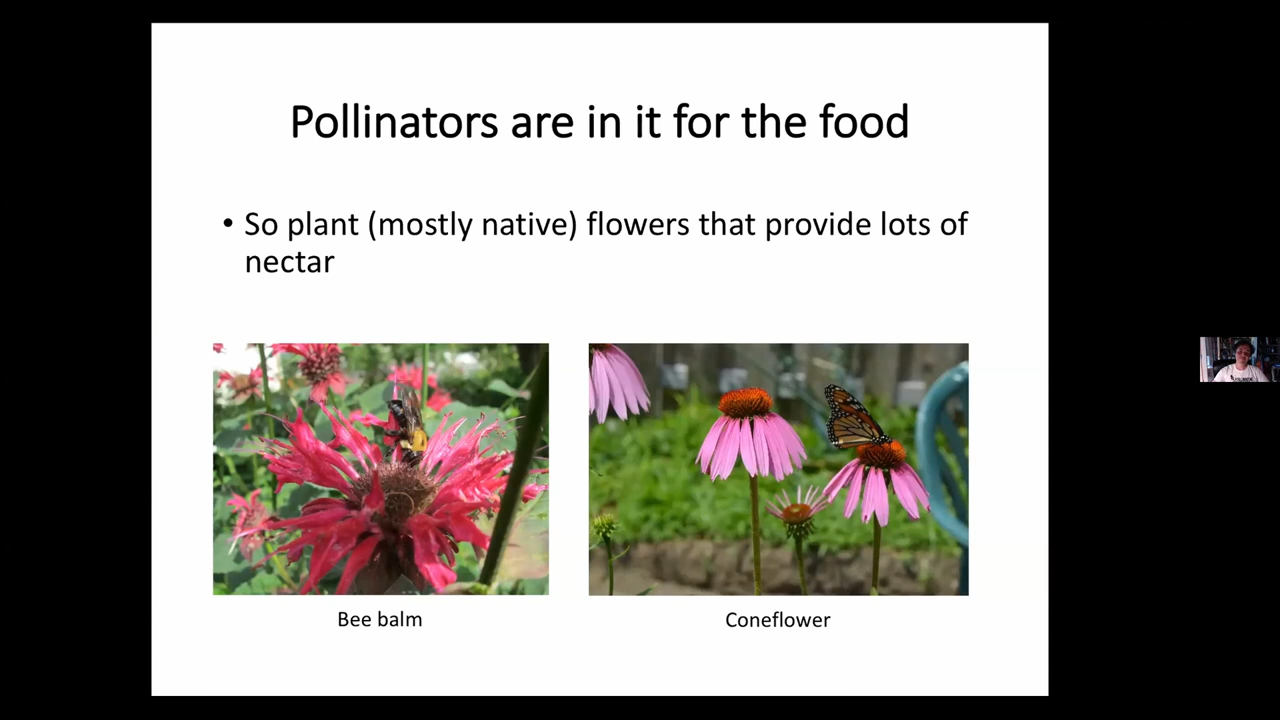 Pollinators are in it for the food
• So plant (mostly native) flowers that provide lots of
nectar
Bee balm
Coneflower